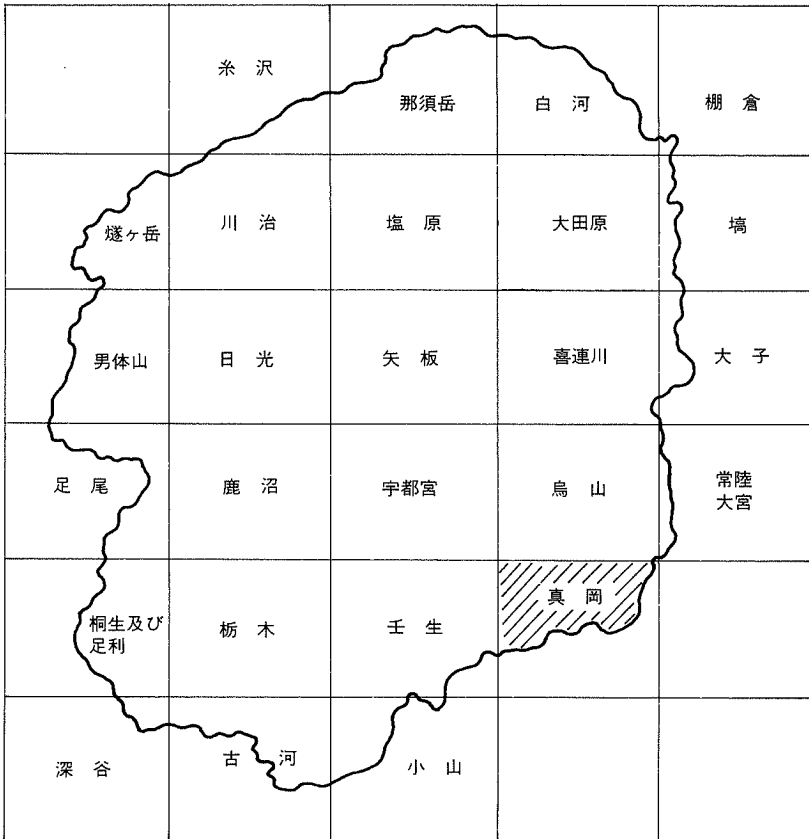 糸沢
那須岳
白河
棚倉
燧ヶ岳
川治
塩原
大田原
塙
男体山
日光
矢板
喜連川
大子
足尾
鹿沼
宇都宮
烏山
常陸
大宮
桐生及び
足利
栃木
壬生
真岡
深谷
古河
小山